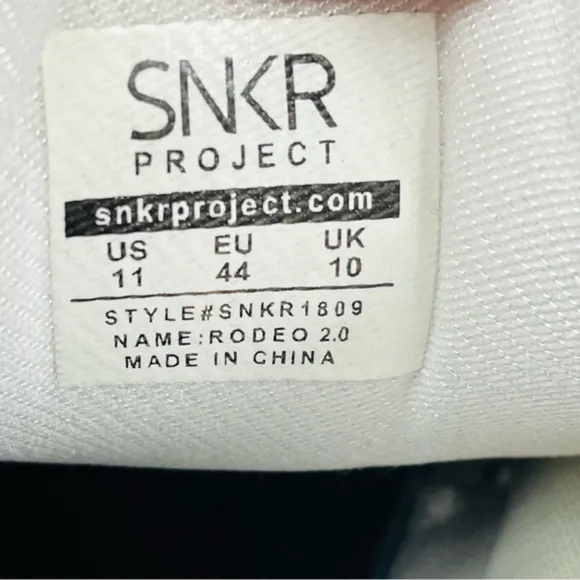 SNKR
PROJECT
snkrproject.com
US EU UK
11 44 10
STYLE#SNKR1809
NAME:RODEO 2.0
MADE IN CHINA